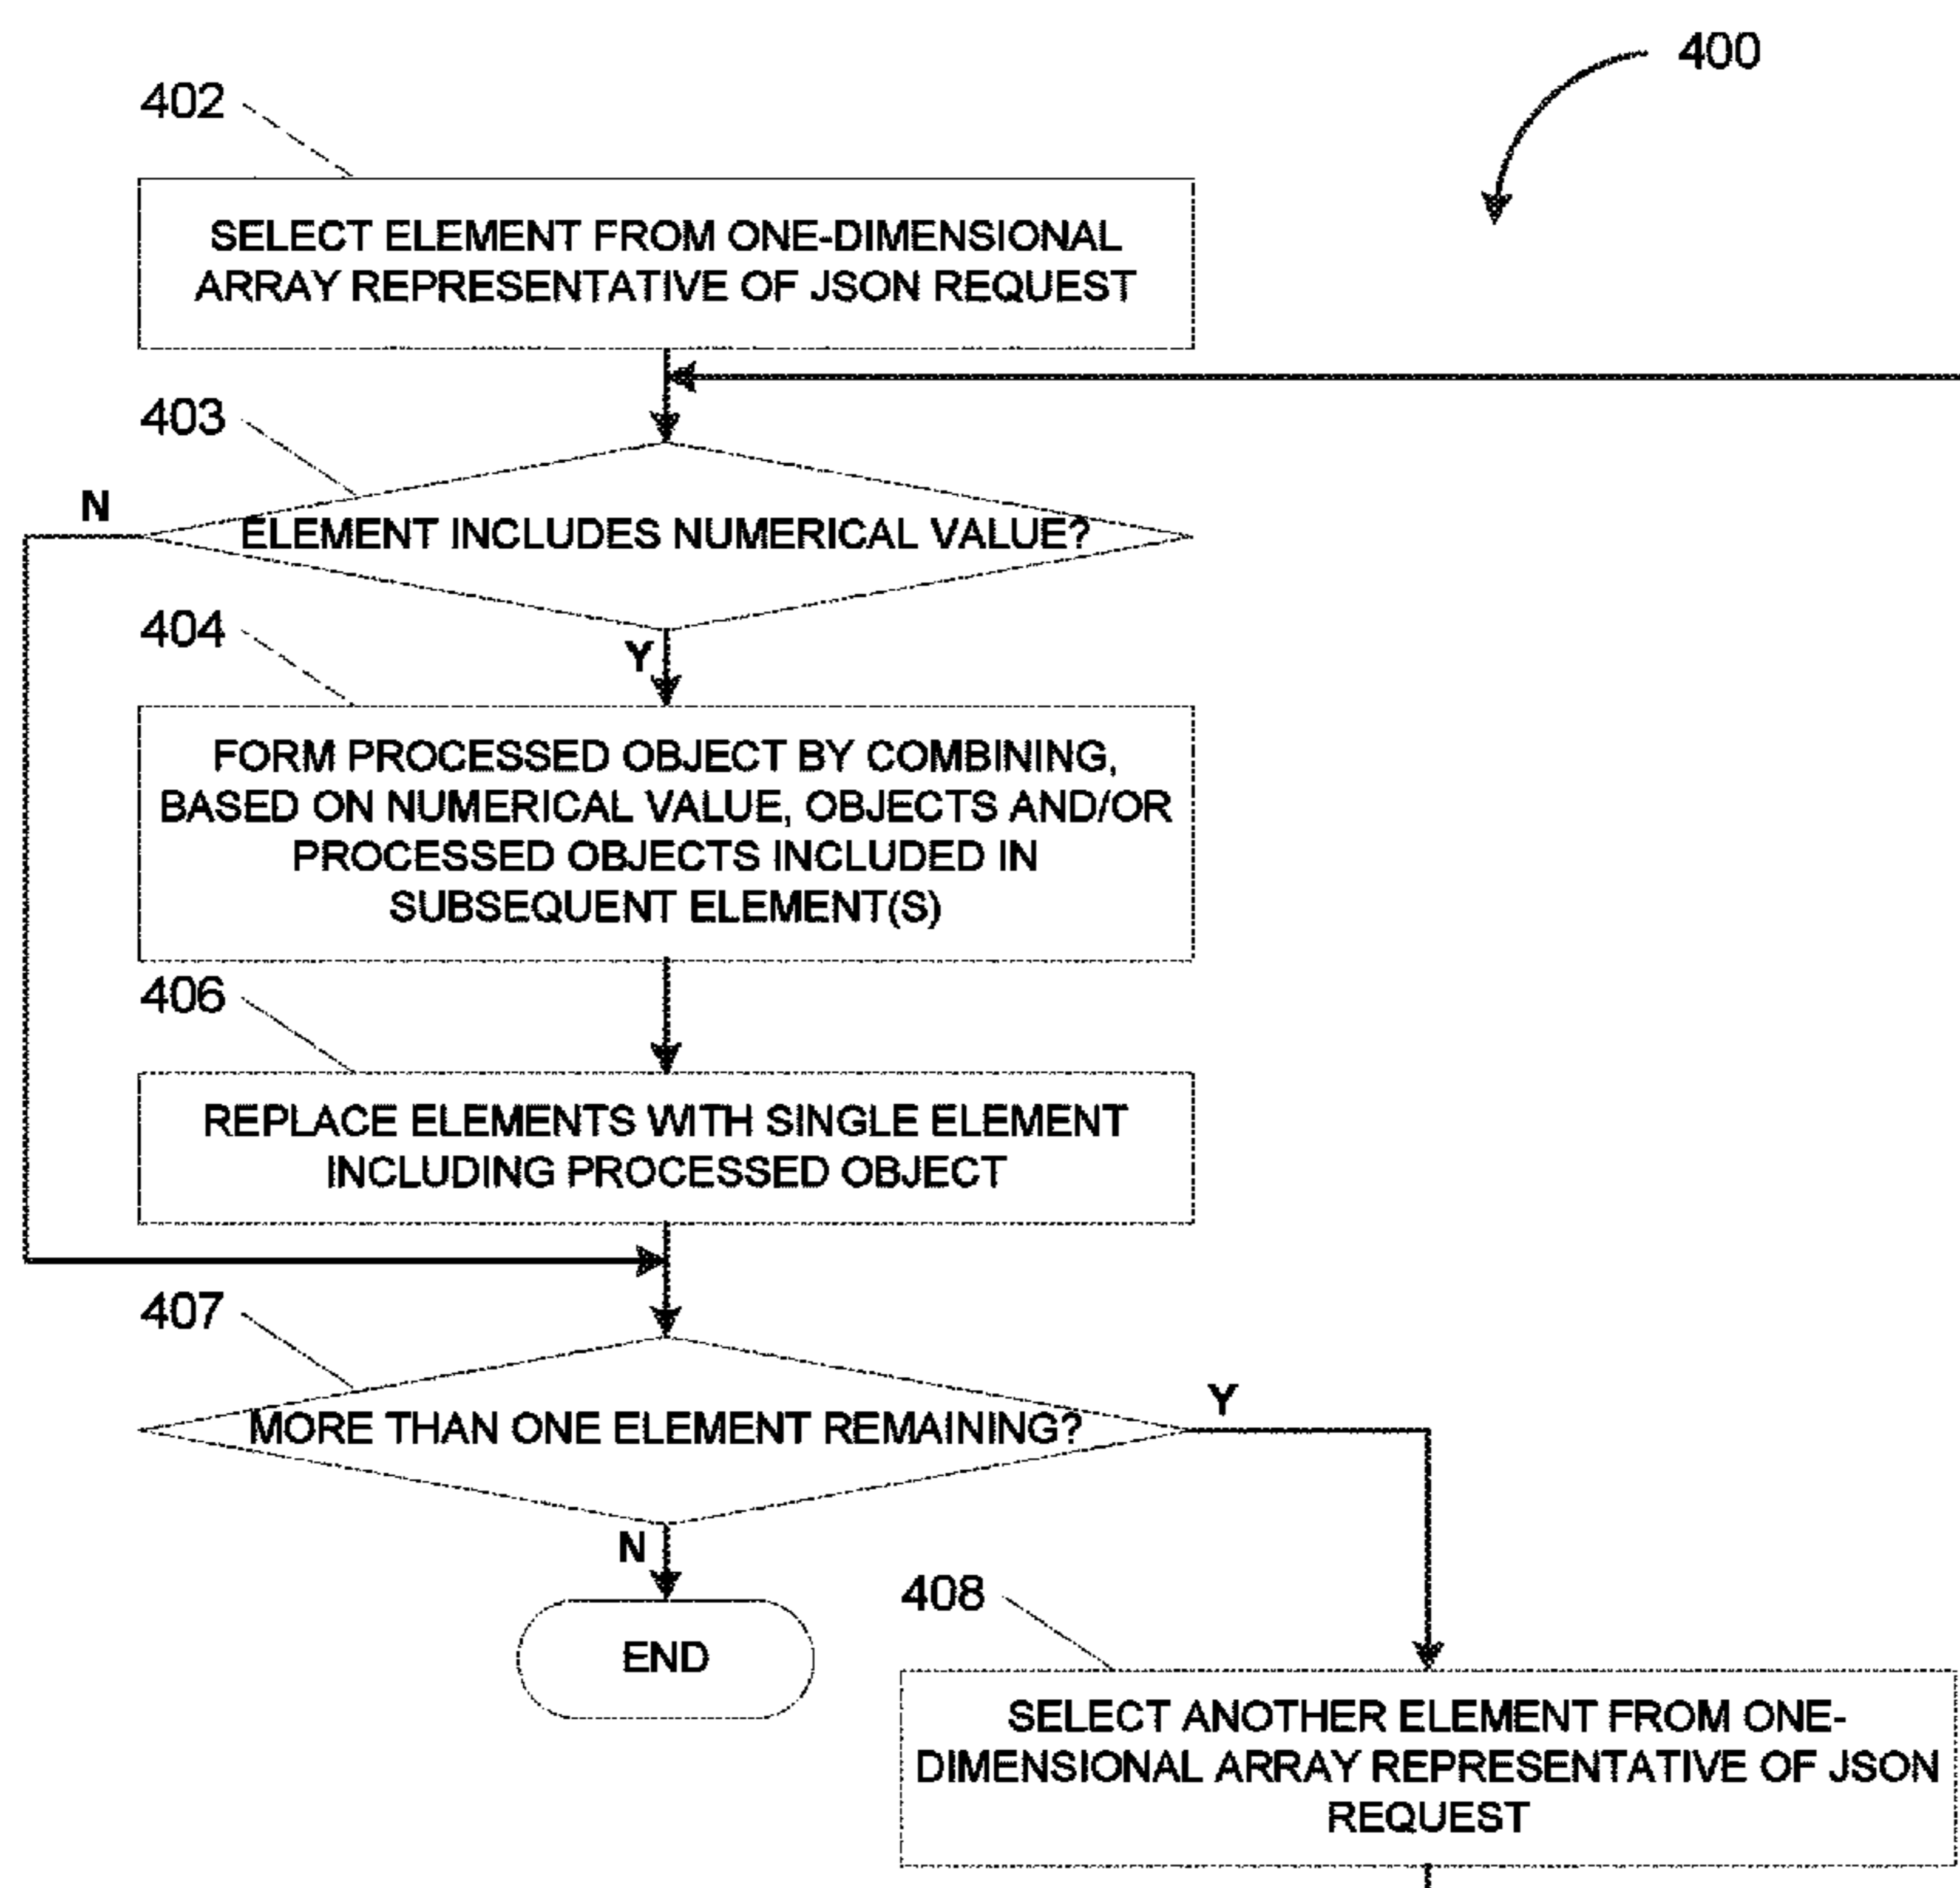 400
402
SELECT ELEMENT FROM ONE-DIMENSIONAL
ARRAY REPRESENTATIVE OF JSON REQUEST
403
N
ELEMENT INCLUDES NUMERICAL VALUE?
404
Y
FORM PROCESSED OBJECT BY COMBINING,
BASED ON NUMERICAL VALUE, OBJECTS AND/OR
PROCESSED OBJECTS INCLUDED IN
SUBSEQUENT ELEMENT(S)
406
REPLACE ELEMENTS WITH SINGLE ELEMENT
INCLUDING PROCESSED OBJECT
407
Y
MORE THAN ONE ELEMENT REMAINING?
N
END
408
SELECT ANOTHER ELEMENT FROM ONE-
DIMENSIONAL ARRAY REPRESENTATIVE OF JSON
REQUEST